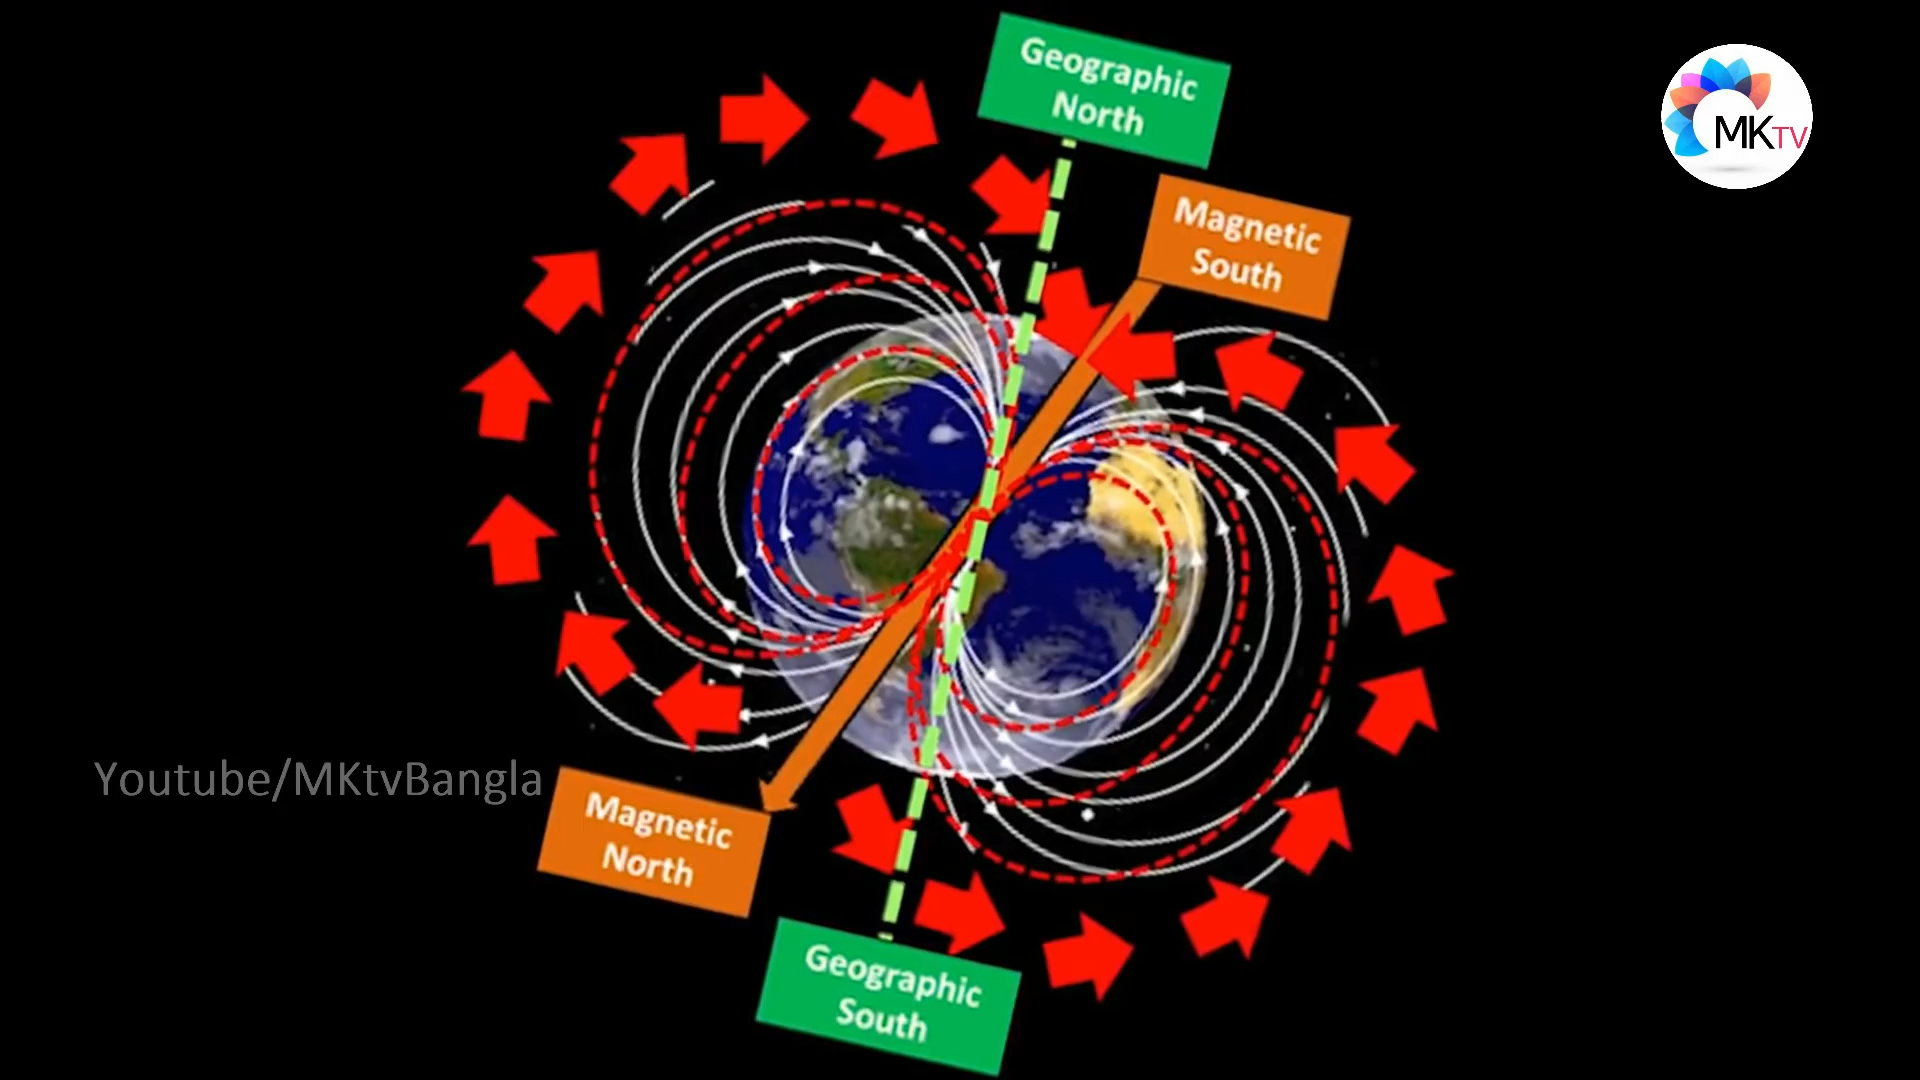 Geographic
North
MKTV
Magnetic
South
Youtube/MKtvBangla
Magnetic
North
Geographic
South